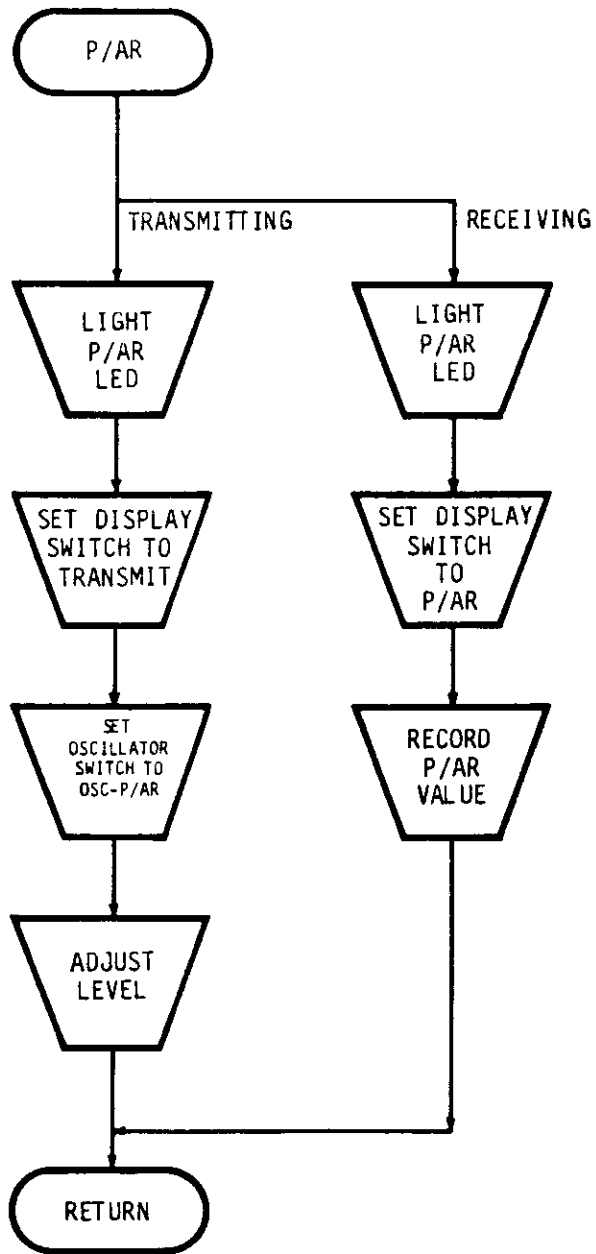 P/AR
TRANSMITTING
RECEIVING
LIGHT
P/AR
LED
SET DISPLAY
SWITCH TO
TRANSMIT
SET
OSCILLATOR
SWITCH TO
OSC-P/AR
ADJUST
LEVEL
LIGHT
P/AR
LED
SET DISPLAY
SWITCH
TO
P/AR
RECORD
P/AR
VALUE
RETURN